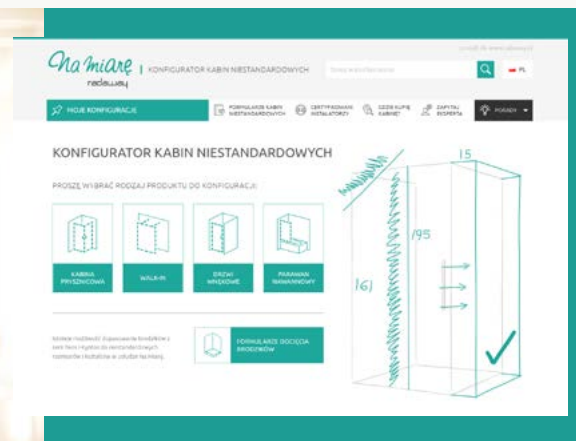 Na miarę
radaway
KONFIGURATOR KABIN NIESTANDARDOWYCH
PL
MOJE KONFIGURACJE
FORMULARZE KABIN
NIESTANDARDOWYCH
CERTYFIKOWANI
INSTALATORZY
GDZIE KUPIĘ
KABINĘ?
ZAPYTAJ
EKSPERTA
PORADY
KONFIGURATOR KABIN NIESTANDARDOWYCH
PROSZĘ WYBRAĆ RODZAJ PRODUKTU DO KONFIGURACJI:
KABINA
PRYSZNICOWA
WALK-IN
DRZWI
WNĘKOWE
PARAWAN
NAWANNOWY
FORMULARZE DOCIĘCIA
BRODZIKÓW
15
195
161